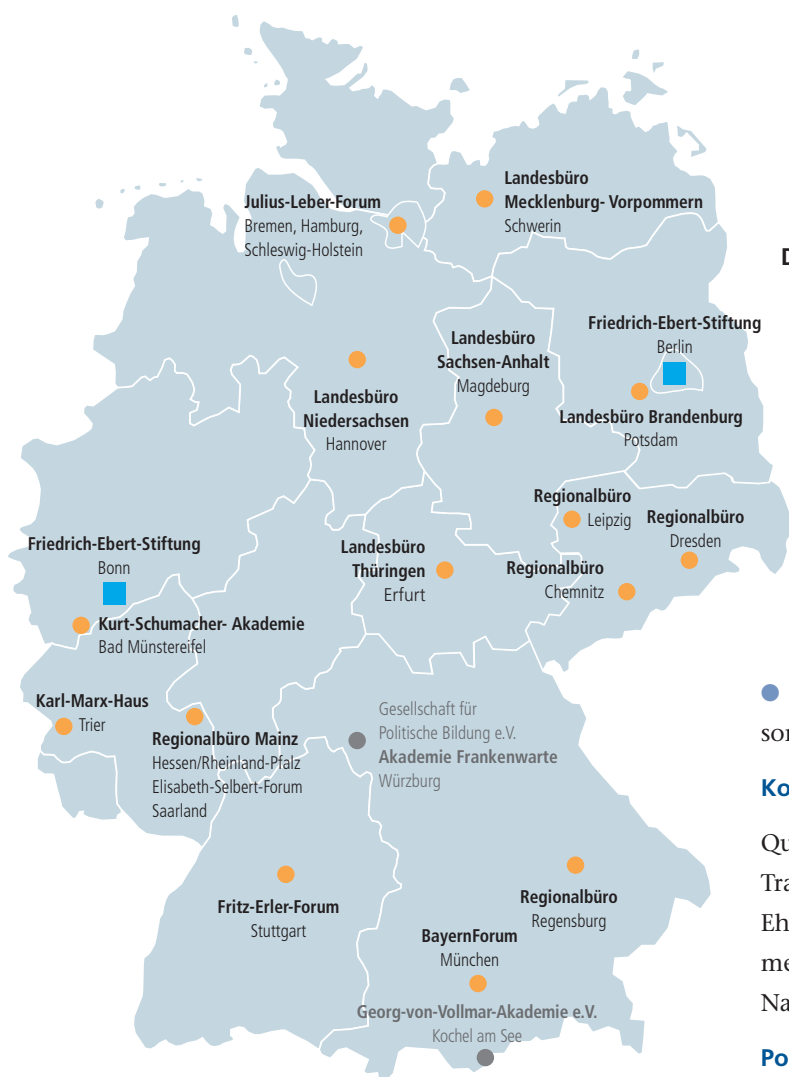 Landesbüro
Mecklenburg- Vorpommern
Schwerin
Julius-Leber-Forum
Bremen, Hamburg,
Schleswig-Holstein
D
Friedrich-Ebert-Stiftung
Berlin
Landesbüro
Sachsen-Anhalt
Magdeburg
Landesbüro
Niedersachsen
Hannover
Landesbüro Brandenburg
Potsdam
Regionalbüro
Leipzig
Regionalbüro
Dresden
Friedrich-Ebert-Stiftung
Bonn
Landesbüro
Thüringen
Erfurt
Regionalbüro
Chemnitz
Kurt-Schumacher- Akademie
Bad Münstereifel
Karl-Marx-Haus
Trier
Regionalbüro Mainz
Hessen/Rheinland-Pfalz
Elisabeth-Selbert-Forum
Saarland
Gesellschaft für
Politische Bildung e.V.
Akademie Frankenwarte
Würzburg
Fritz-Erler-Forum
Stuttgart
Regionalbüro
Regensburg
BayernForum
München
Georg-von-Vollmar-Akademie e.V.
Kochel am See
Ko
Qu
Tra
Eh
me
Na
Po